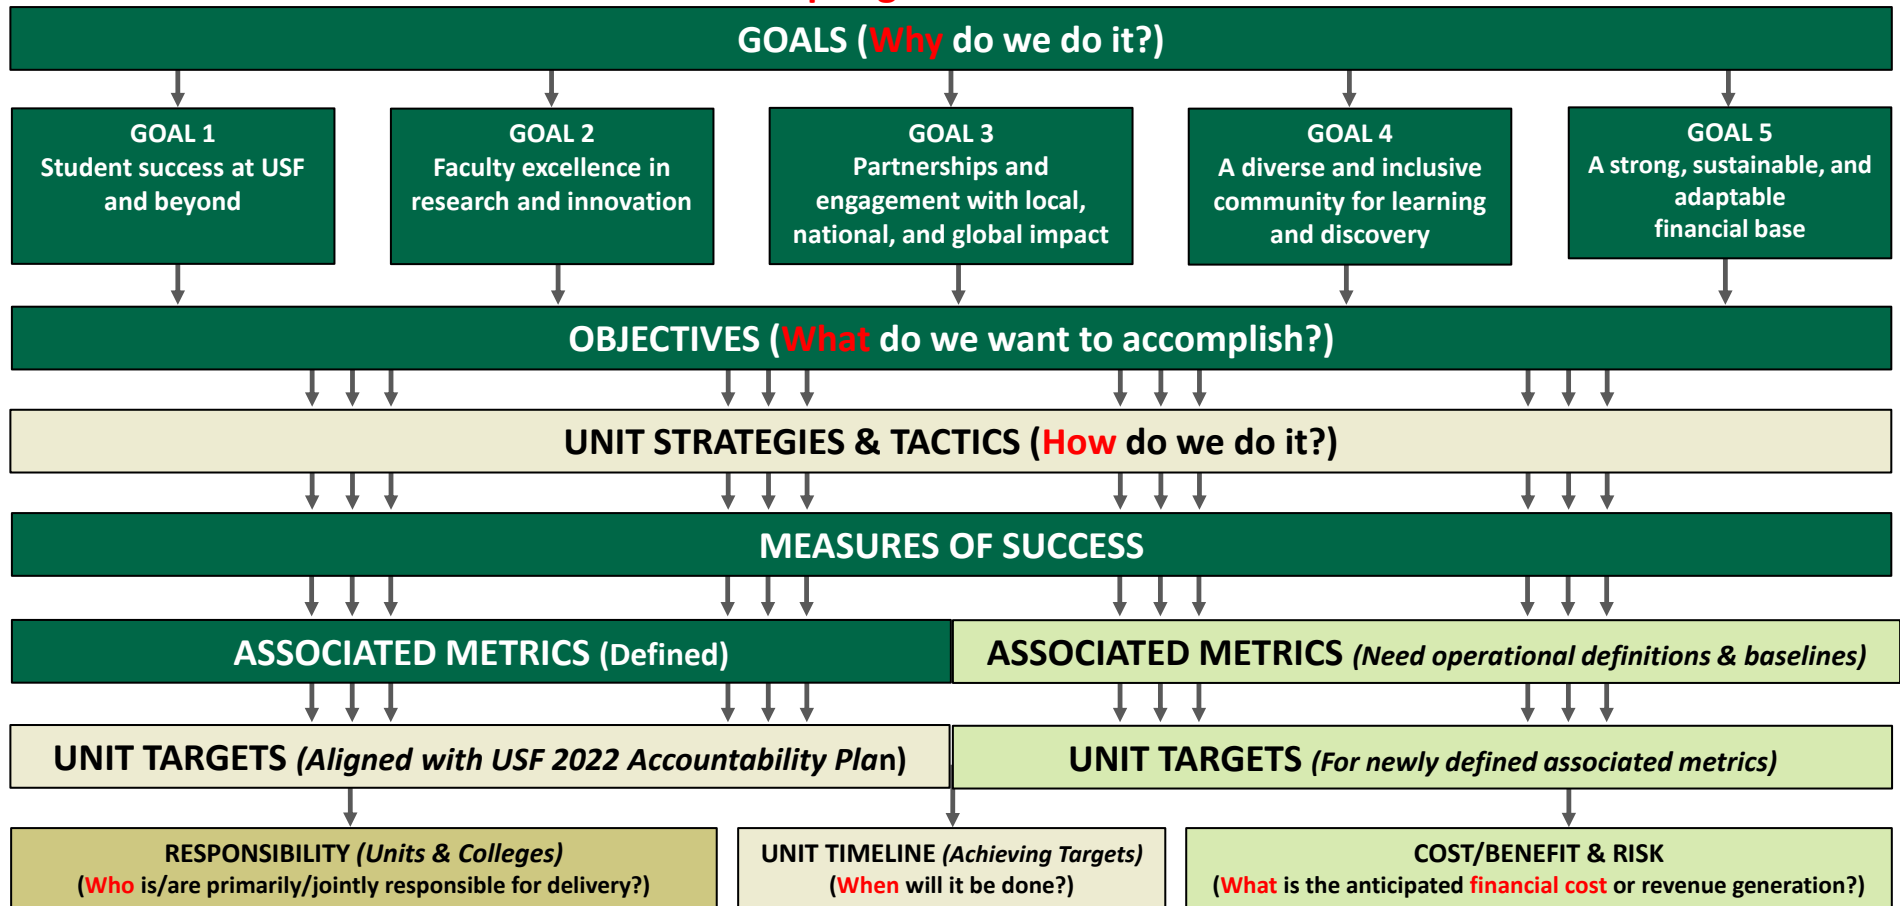 GOALS (Why do we do it?)
GOAL 1
Student success at USF
and beyond
GOAL 2
Faculty excellence in
research and innovation
GOAL 3
Partnerships and
engagement with local,
national, and global impact
GOAL 4
A diverse and inclusive
community for learning
and discovery
GOAL 5
A strong, sustainable, and
adaptable
financial base
OBJECTIVES (What do we want to accomplish?)
UNIT STRATEGIES & TACTICS (How do we do it?)
MEASURES OF SUCCESS
ASSOCIATED METRICS (Defined)
ASSOCIATED METRICS (Need operational definitions & baselines)
UNIT TARGETS (Aligned with USF 2022 Accountability Plan)
UNIT TARGETS (For newly defined associated metrics)
RESPONSIBILITY (Units & Colleges)
(Who is/are primarily/jointly responsible for delivery?)
UNIT TIMELINE (Achieving Targets)
(When will it be done?)
COST/BENEFIT & RISK
(What is the anticipated financial cost or revenue generation?)